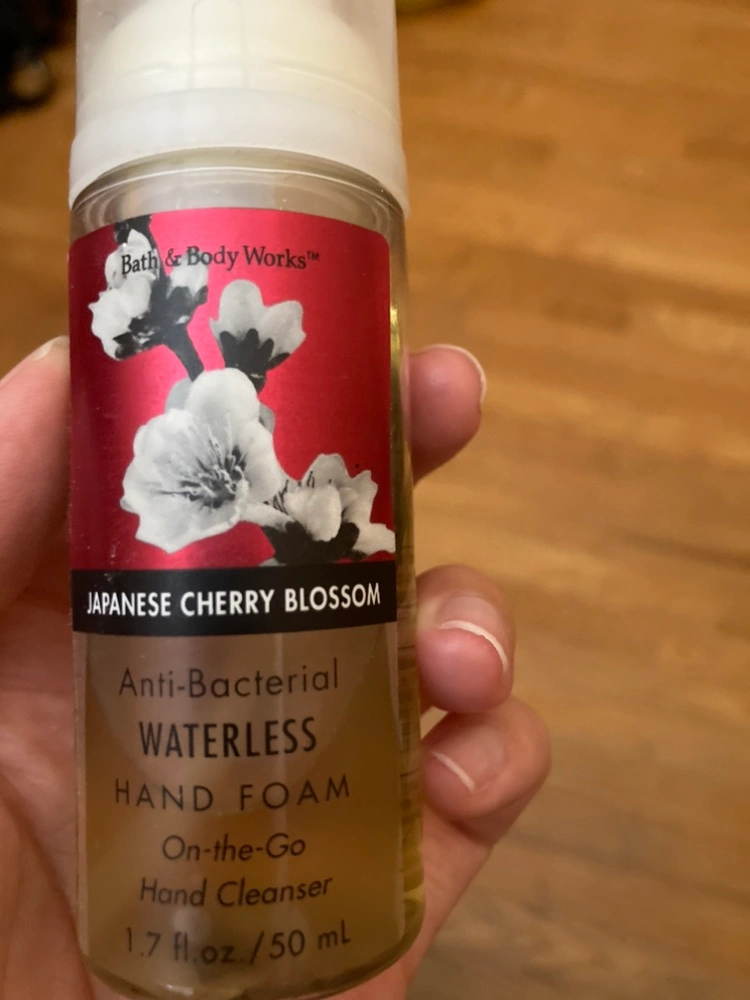 Bath & Body Works™
JAPANESE CHERRY BLOSSOM
Anti-Bacterial
WATERLESS
HAND FOAM
On-the-Go
Hand Cleanser
1.7 fl.oz./50 mL